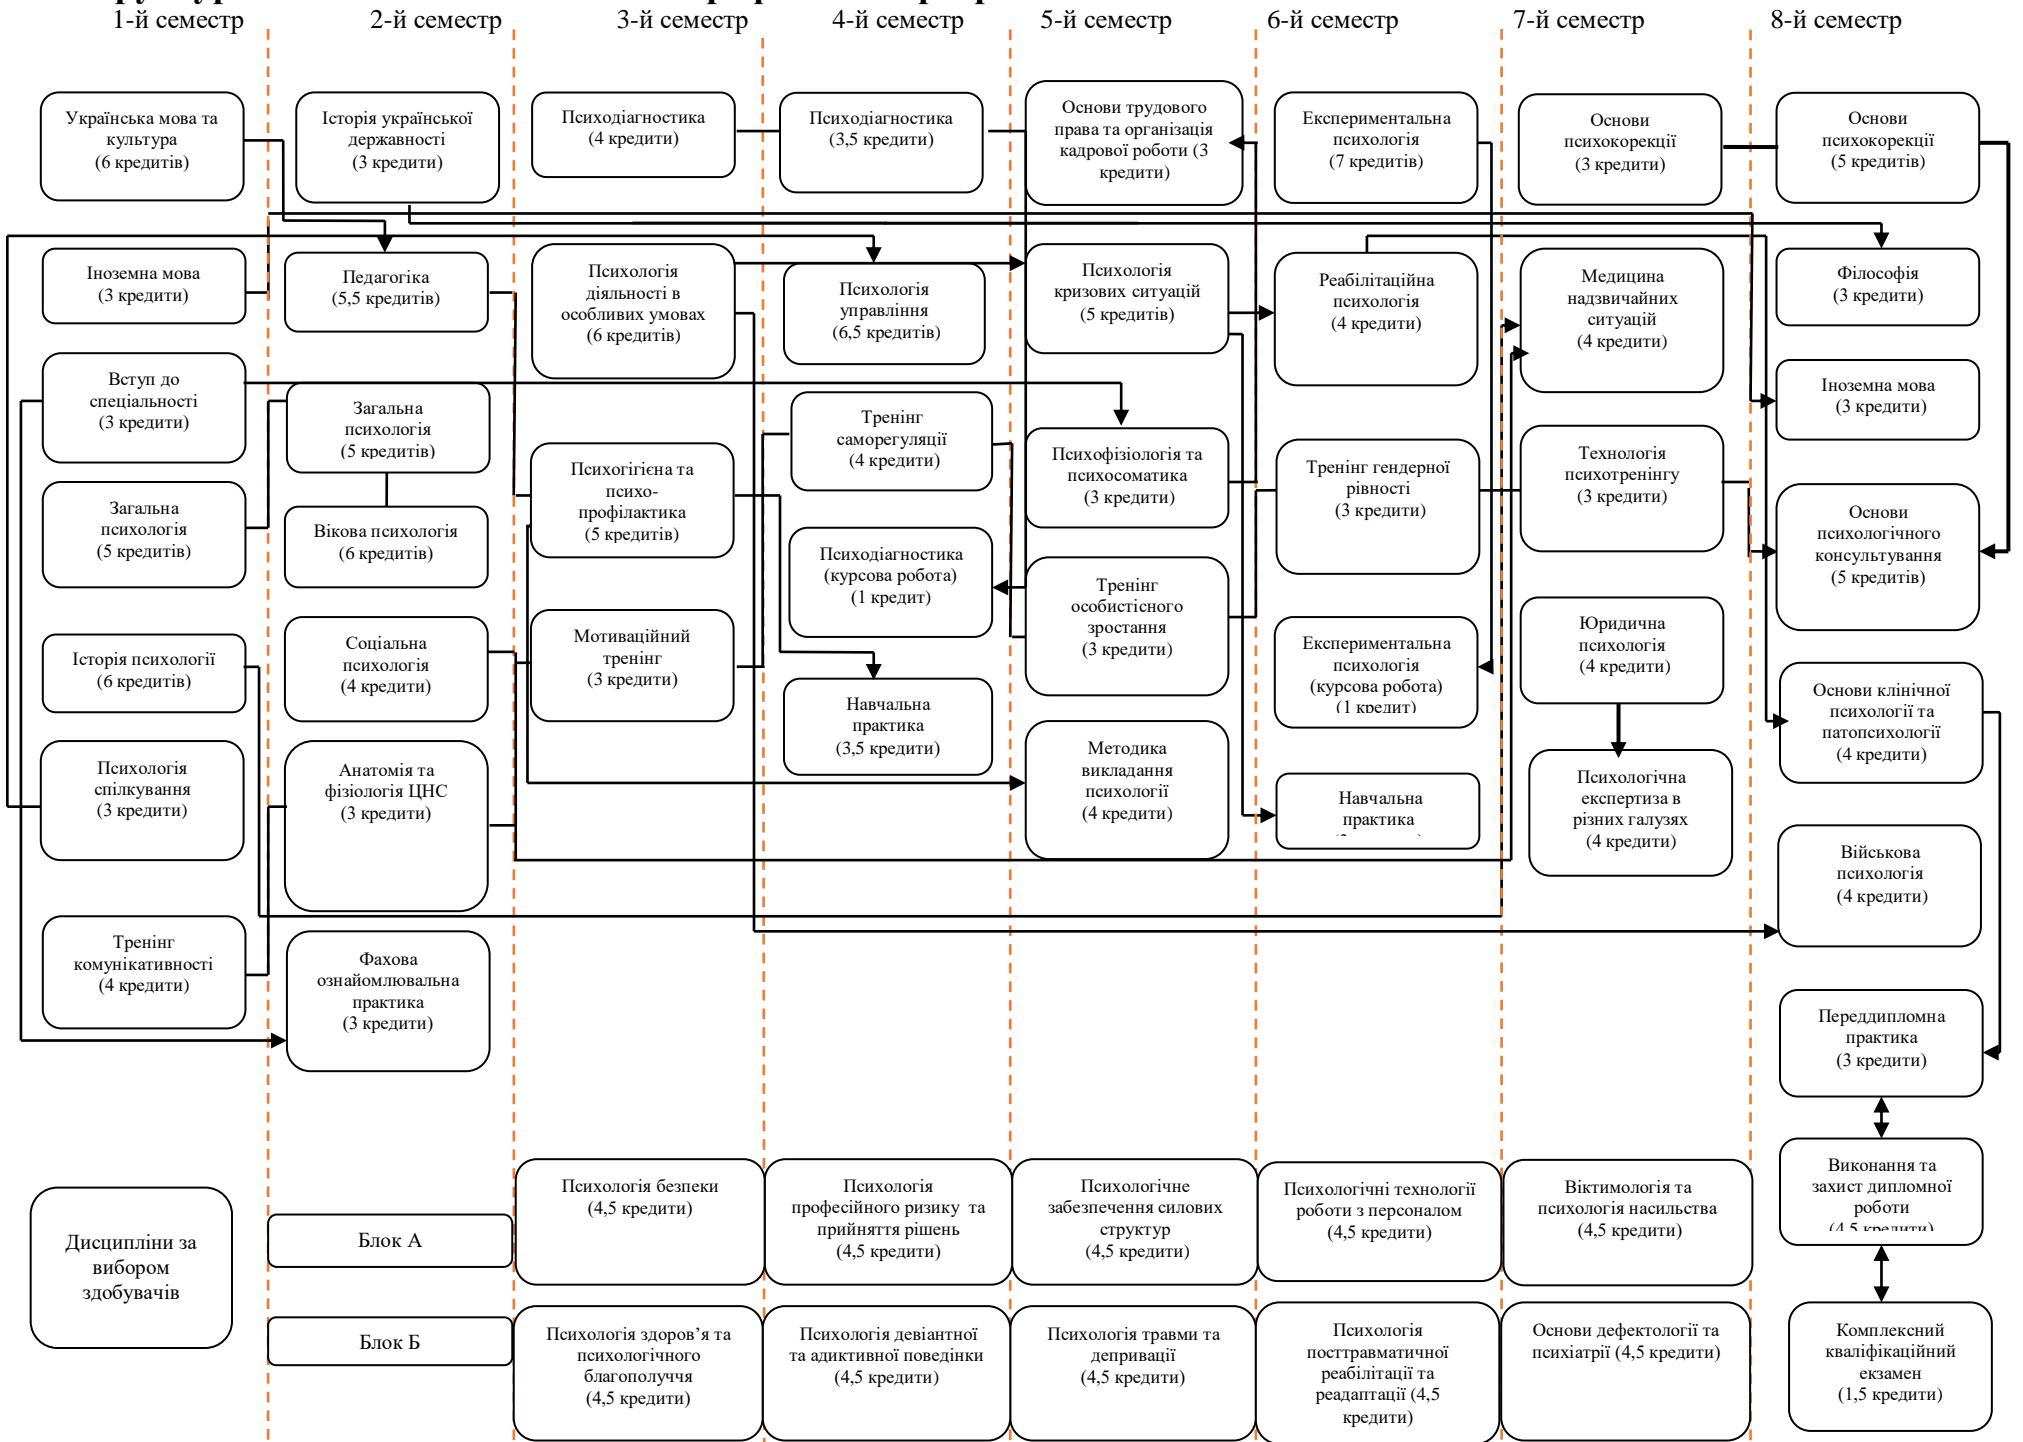 1-й семестр
2-й семестр
3-й семестр
4-й семестр
5-й семестр
6-й семестр
7-й семестр
8-й семестр
Українська мова та
культура
(6 кредитів)
Історія української
державності
(3 кредити)
Психодіагностика
(4 кредити)
Психодіагностика
(3,5 кредити)
Основи трудового
права та організація
кадрової роботи (3
кредити)
Експериментальна
психологія
(7 кредитів)
Основи
психокорекції
(3 кредити)
Основи
психокорекції
(5 кредитів)
Іноземна мова
(3 кредити)
Педагогіка
(5,5 кредитів)
Психологія
діяльності в
особливих умовах
(6 кредитів)
Психологія
управління
(6,5 кредитів)
Психологія
кризових ситуацій
(5 кредитів)
Реабілітаційна
психологія
(4 кредити)
Медицина
надзвичайних
ситуацій
(4 кредити)
Філософія
(3 кредити)
Вступ до
спеціальності
(3 кредити)
Загальна
психологія
(5 кредитів)
Тренінг
саморегуляції
(4 кредити)
Психофізіологія та
психосоматика
(3 кредити)
Тренінг гендерної
рівності
(3 кредити)
Технологія
психотренінгу
(3 кредити)
Іноземна мова
(3 кредити)
Загальна
психологія
(5 кредитів)
Вікова психологія
(6 кредитів)
Психогігієна та
психо-
профілактика
(5 кредитів)
Психодіагностика
(курсова робота)
(1 кредит)
Тренінг
особистісного
зростання
(3 кредити)
Основи
психологічного
консультування
(5 кредитів)
Історія психології
(6 кредитів)
Соціальна
психологія
(4 кредити)
Мотиваційний
тренінг
(3 кредити)
Навчальна
практика
(3,5 кредити)
Експериментальна
психологія
(курсова робота)
(1 кредит)
Юридична
психологія
(4 кредити)
Основи клінічної
психології та
патопсихології
(4 кредити)
Психологія
спілкування
(3 кредити)
Анатомія та
фізіологія ЦНС
(3 кредити)
Методика
викладання
психології
(4 кредити)
Навчальна
практика
Психологічна
експертиза в
різних галузях
(4 кредити)
Військова
психологія
(4 кредити)
Тренінг
комунікативності
(4 кредити)
Фахова
ознайомлювальна
практика
(3 кредити)
Переддипломна
практика
(3 кредити)
Виконання та
захист дипломної
роботи
(4,5 кредити)
Дисципліни за
вибором
здобувачів
Блок А
Психологія безпеки
(4,5 кредити)
Психологія
професійного ризику та
прийняття рішень
(4,5 кредити)
Психологічне
забезпечення силових
структур
(4,5 кредити)
Психологічні технології
роботи з персоналом
(4,5 кредити)
Віктимологія та
психологія насильства
(4,5 кредити)
Блок Б
Психологія здоров’я та
психологічного
благополуччя
(4,5 кредити)
Психологія девіантної
та адиктивної поведінки
(4,5 кредити)
Психологія травми та
депривації
(4,5 кредити)
Психологія
посттравматичної
реабілітації та
реадаптації (4,5
кредити)
Основи дефектології та
психіатрії (4,5 кредити)
Комплексний
кваліфікаційний
екзамен
(1,5 кредити)